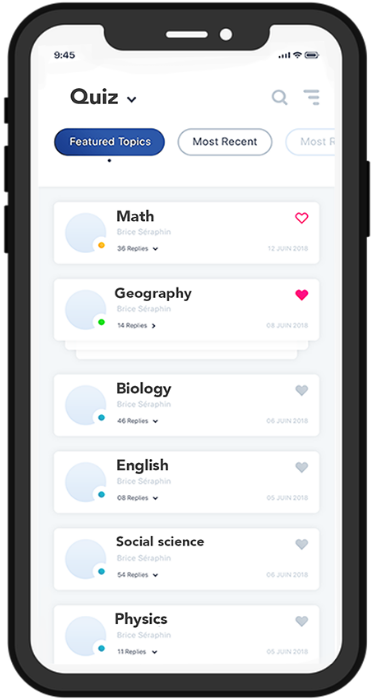 9:45
Quiz
Featured Topics
Most Recent
Most R
Math
Brice Séraphin
36 Replies
12 JUIN 2018
Geography
Brice Séraphin
14 Replies
08 JUIN 2018
Biology
Brice Séraphin
46 Replies
06 JUIN 2018
English
Brice Séraphin
08 Replies
05 JUIN 2018
Social science
Brice Séraphin
54 Replies
06 JUIN 2018
Physics
Brice Séraphin
11 Replies
05 JUIN 2018